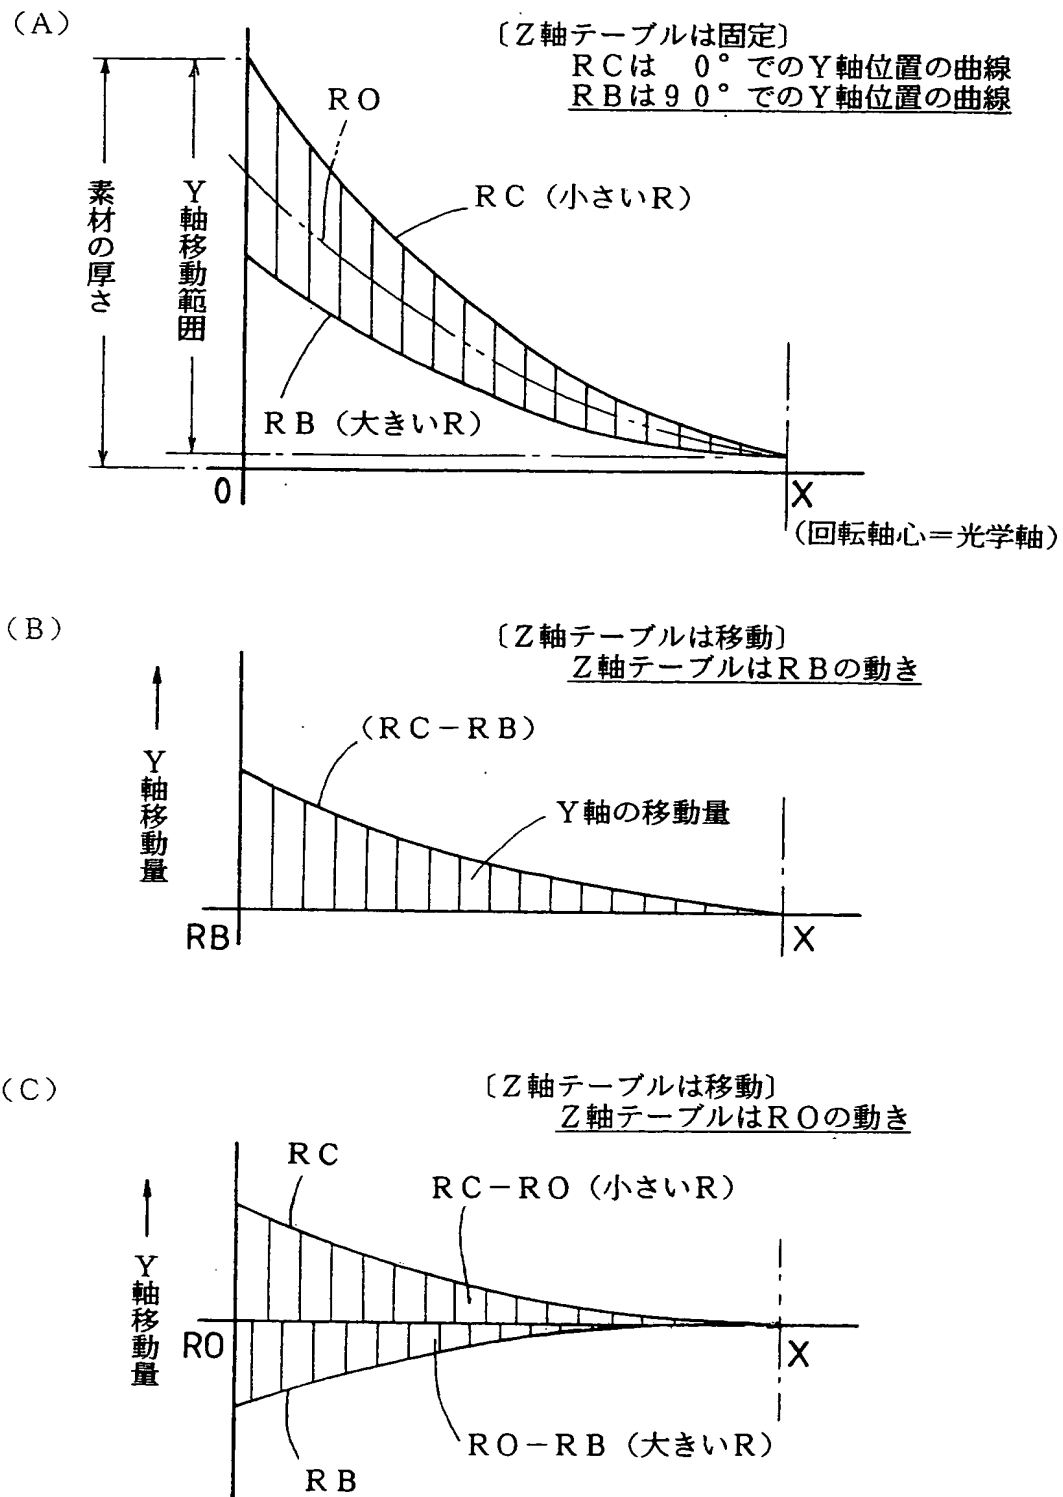 （A）
〔Z軸テーブルは固定〕
RCは　0°でのY軸位置の曲線
RBは90°でのY軸位置の曲線
RO
RC（小さいR）
素材の厚さ
Y軸移動範囲
RB（大きいR）
0
X
（回転軸心＝光学軸）
（B）
〔Z軸テーブルは移動〕
Z軸テーブルはRBの動き
（RC－RB）
Y軸移動量
Y軸の移動量
RB
X
（C）
〔Z軸テーブルは移動〕
Z軸テーブルはROの動き
RC
RC－RO（小さいR）
Y軸移動量
RO
X
RO－RB（大きいR）
RB